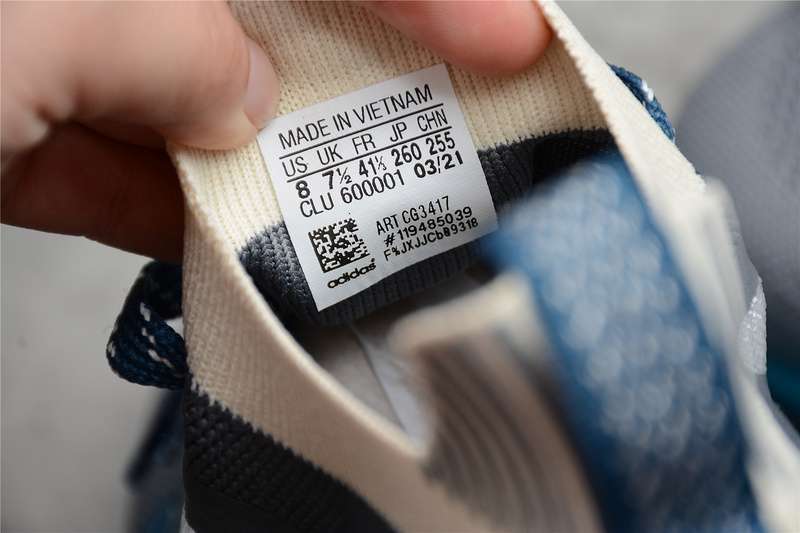 MADE IN VIETNAM
US UK FR JP CHN
8 7½ 41⅓ 260 255
CLU 600001 03/21
ART CG3417
#119485039
F%JXJJCb09318
adidas